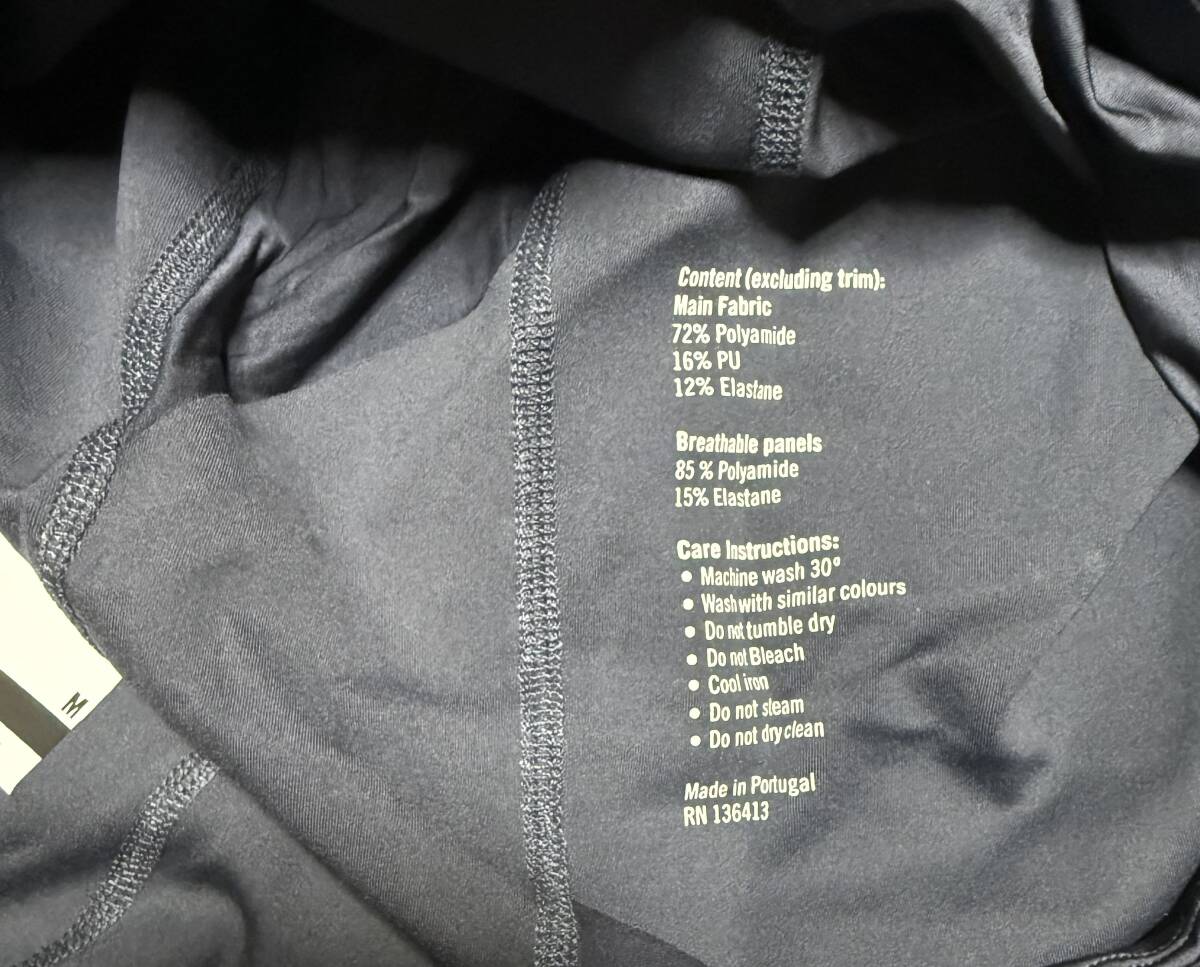 Content (excluding trim):
Main Fabric
72% Polyamide
16% PU
12% Elastane
Breathable panels
85 % Polyamide
15% Elastane
Care Instructions:
• Machine wash 30°
• Wash with similar colours
• Do not tumble dry
• Do not Bleach
• Cool iron
• Do not steam
• Do not dry clean
Made in Portugal
RN 136413
M